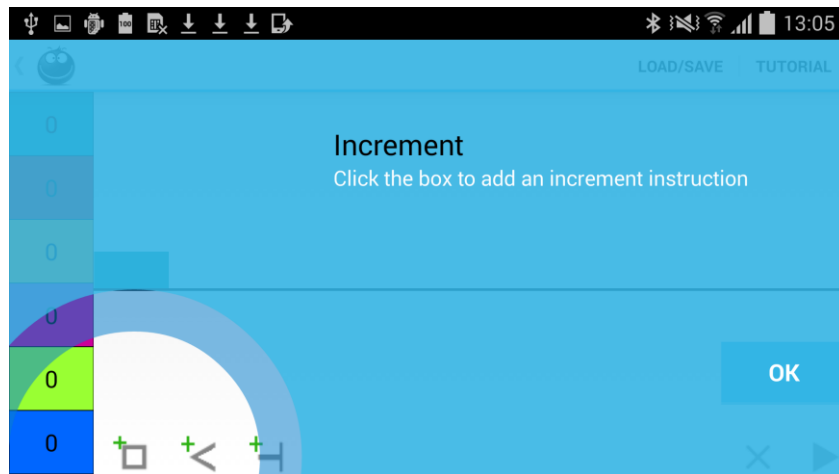 100
13:05
LOAD/SAVE TUTORIAL
0
Increment
Click the box to add an increment instruction
0
0
0
0
OK
0